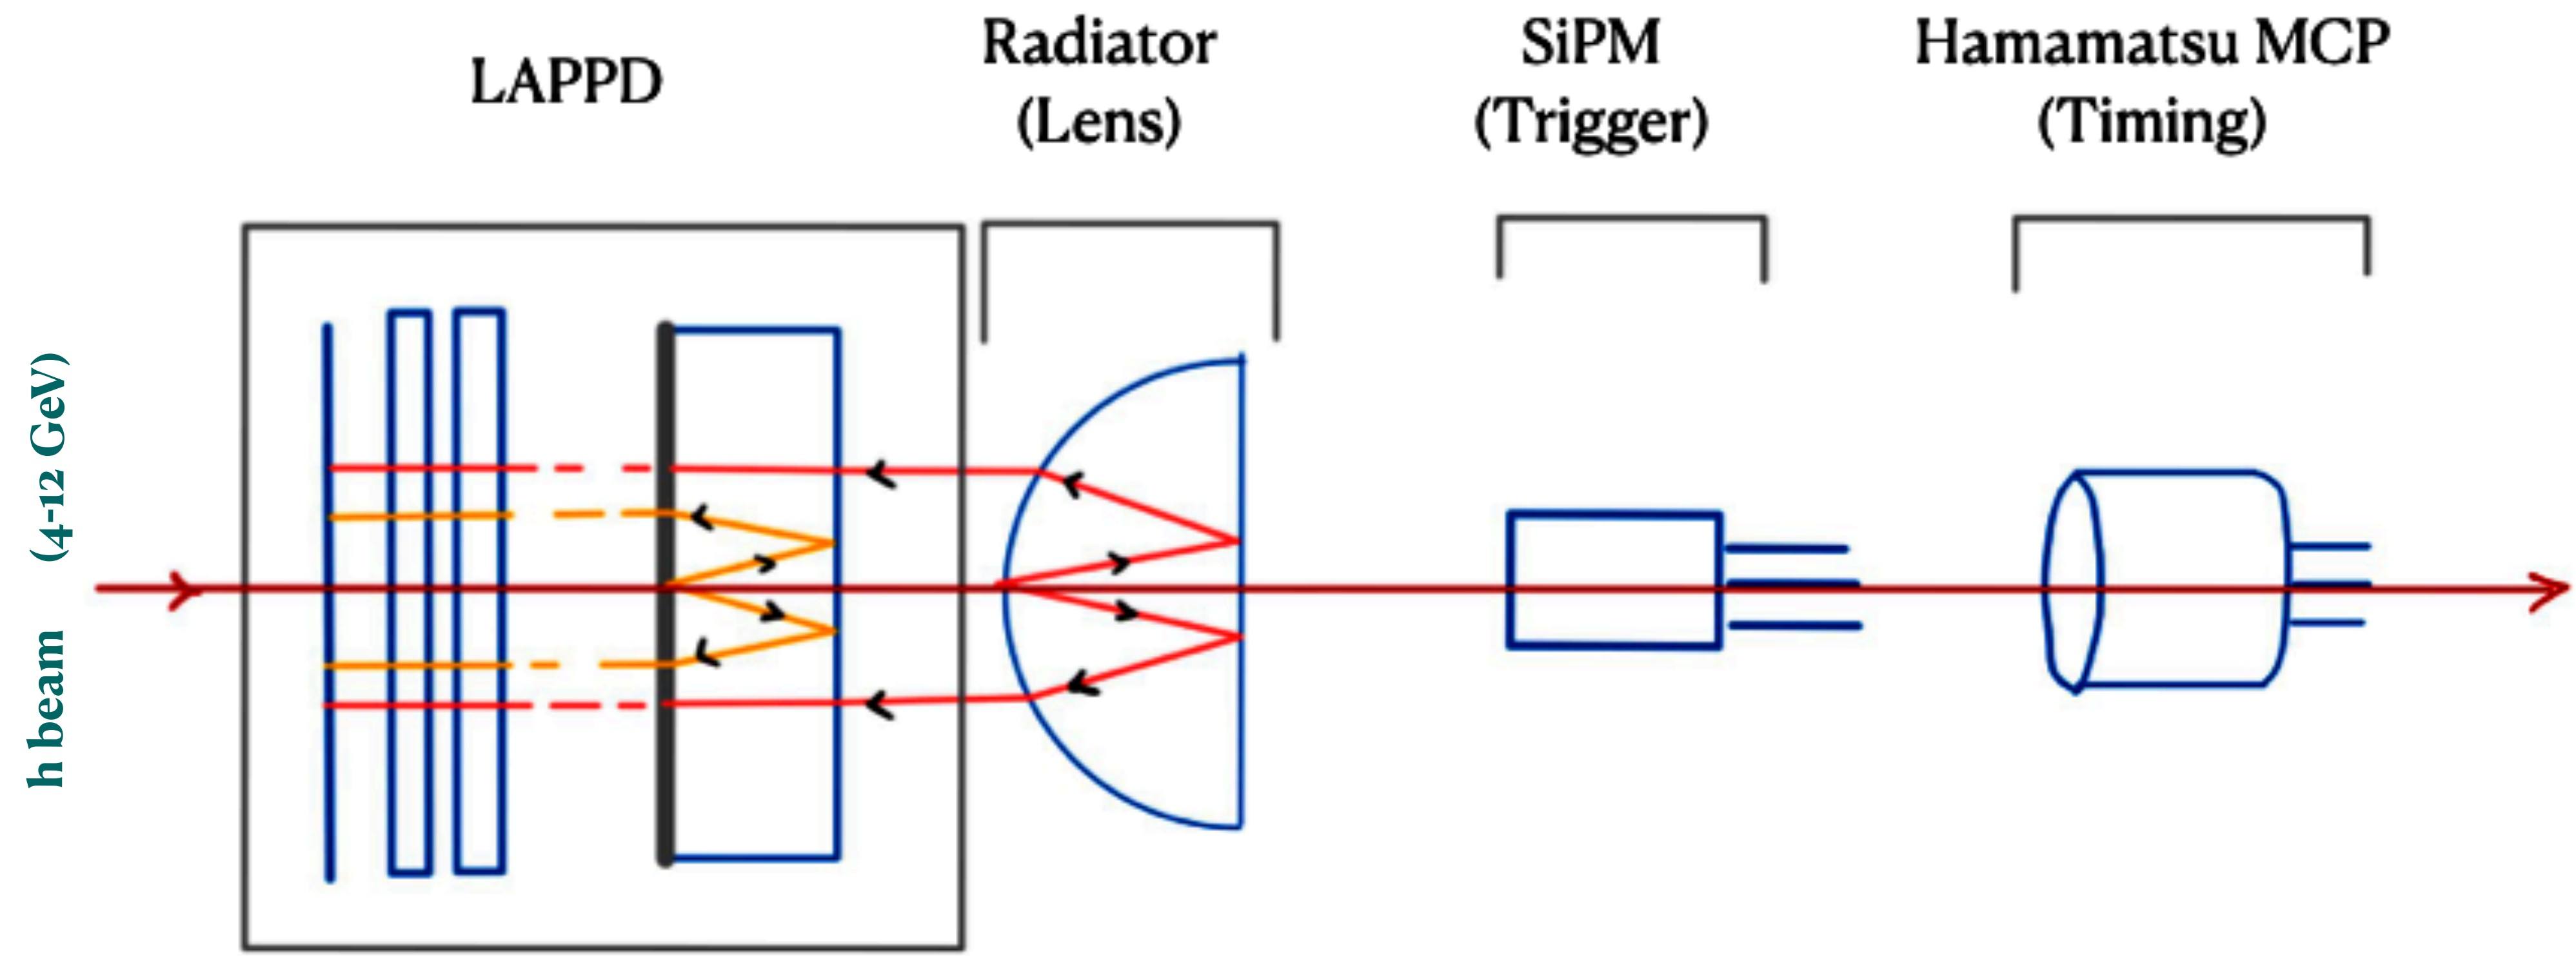 LAPPD
Radiator
(Lens)
SiPM
(Trigger)
Hamamatsu MCP
(Timing)
h beam (4-12 GeV)